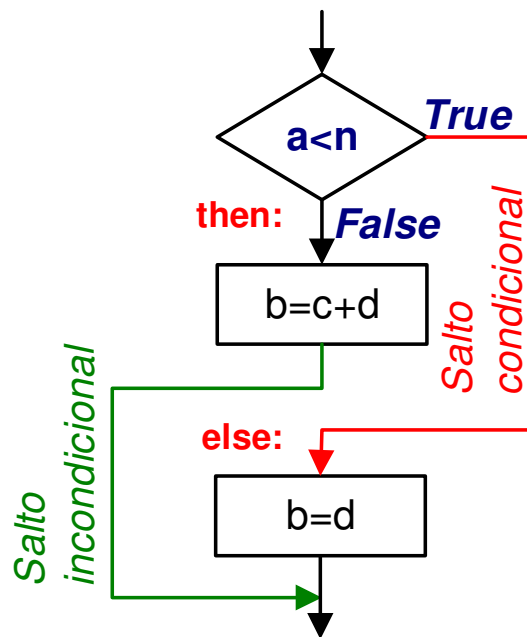 True
a<n
then:
False
b=c+d
Salto
condicional
Salto
incondicional
else:
b=d